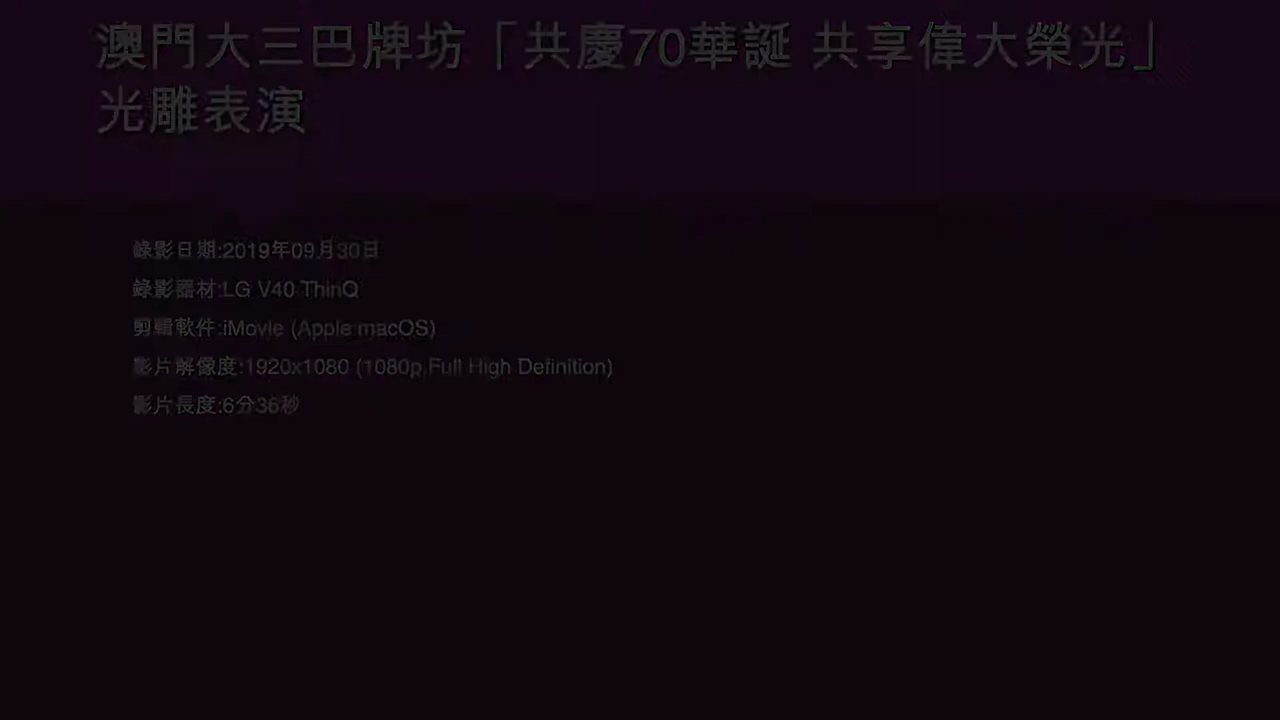 澳門大三巴牌坊「共慶70華誕 共享偉大榮光」
光雕表演
錄影日期:2019年09月30日
錄影器材:LG V40 ThinQ
剪輯軟件:iMovie (Apple macOS)
影片解像度:1920x1080 (1080p,Full High Definition)
影片長度:6分36秒